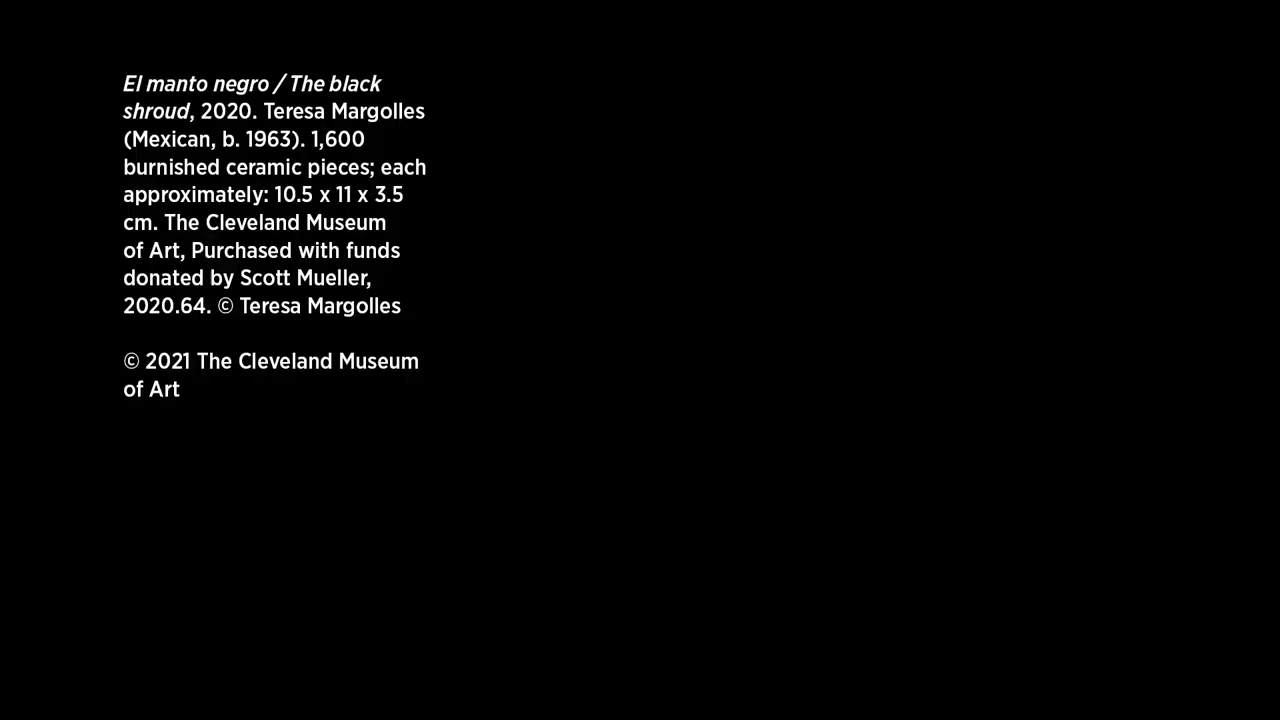 El manto negro / The black
shroud, 2020. Teresa Margolles
(Mexican, b. 1963). 1,600
burnished ceramic pieces; each
approximately: 10.5 x 11 x 3.5
cm. The Cleveland Museum
of Art, Purchased with funds
donated by Scott Mueller,
2020.64. © Teresa Margolles
© 2021 The Cleveland Museum
of Art